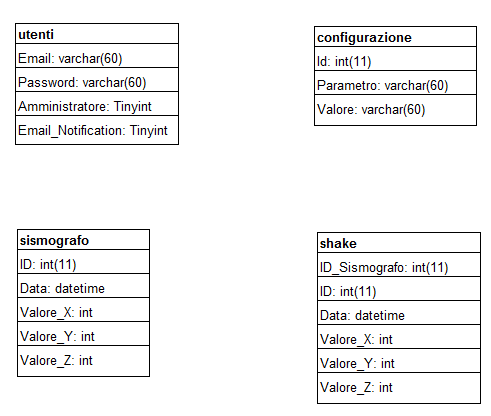 utenti
Email: varchar(60)
Password: varchar(60)
Amministratore: Tinyint
Email_Notification: Tinyint
configurazione
Id: int(11)
Parametro: varchar(60)
Valore: varchar(60)
sismografo
ID: int(11)
Data: datetime
Valore_X: int
Valore_Y: int
Valore_Z: int
shake
ID_Sismografo: int(11)
ID: int(11)
Data: datetime
Valore_X: int
Valore_Y: int
Valore_Z: int